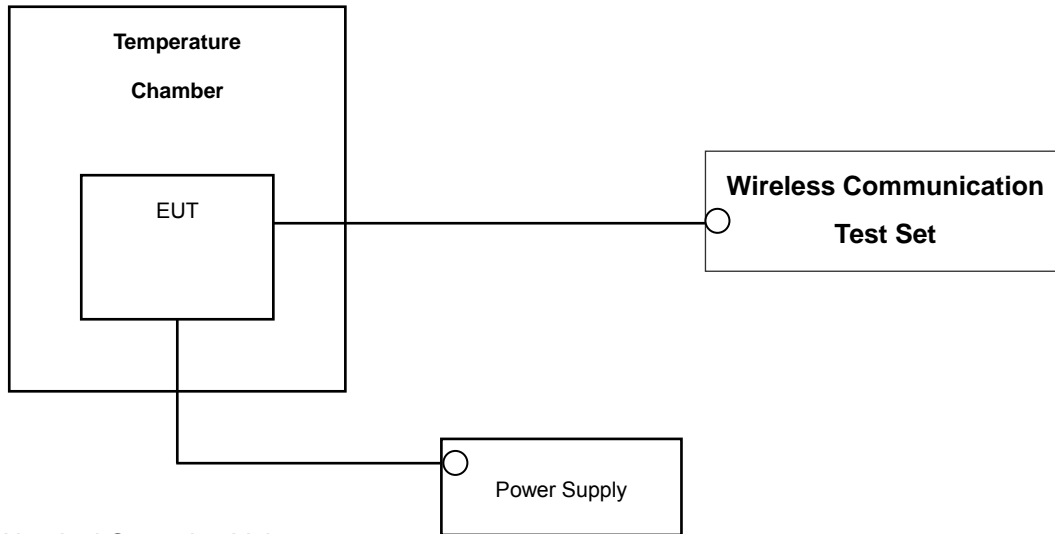 Temperature
Chamber
EUT
Wireless Communication
Test Set
Power Supply